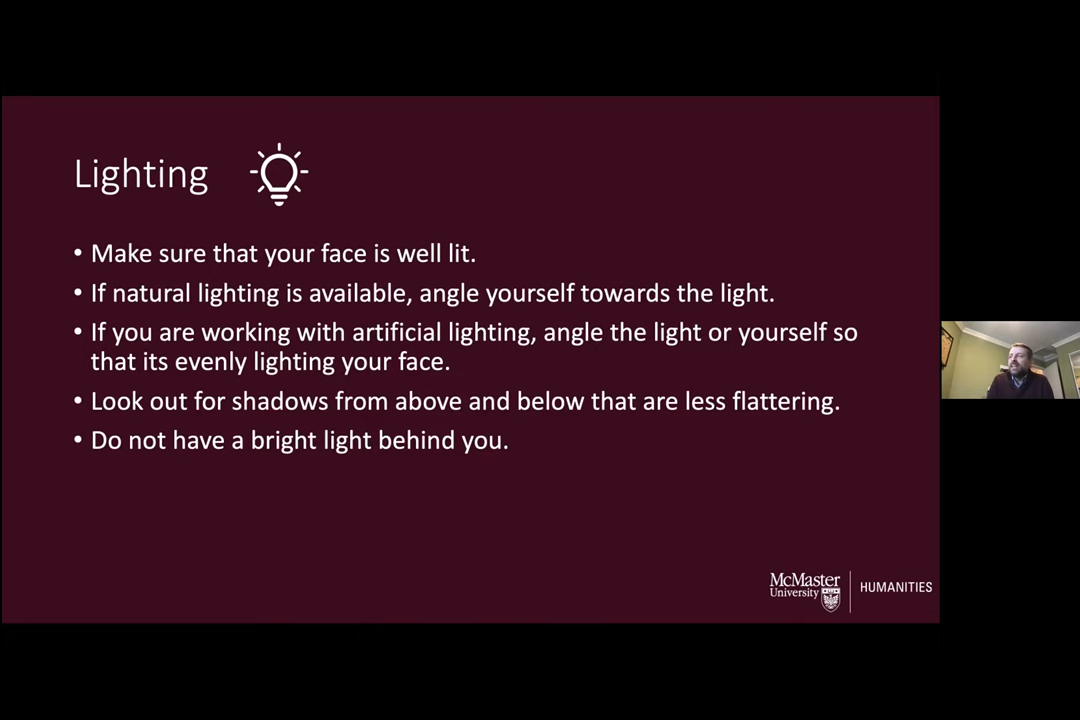 Lighting
• Make sure that your face is well lit.
• If natural lighting is available, angle yourself towards the light.
• If you are working with artificial lighting, angle the light or yourself so
that its evenly lighting your face.
• Look out for shadows from above and below that are less flattering.
• Do not have a bright light behind you.
McMaster
University
HUMANITIES